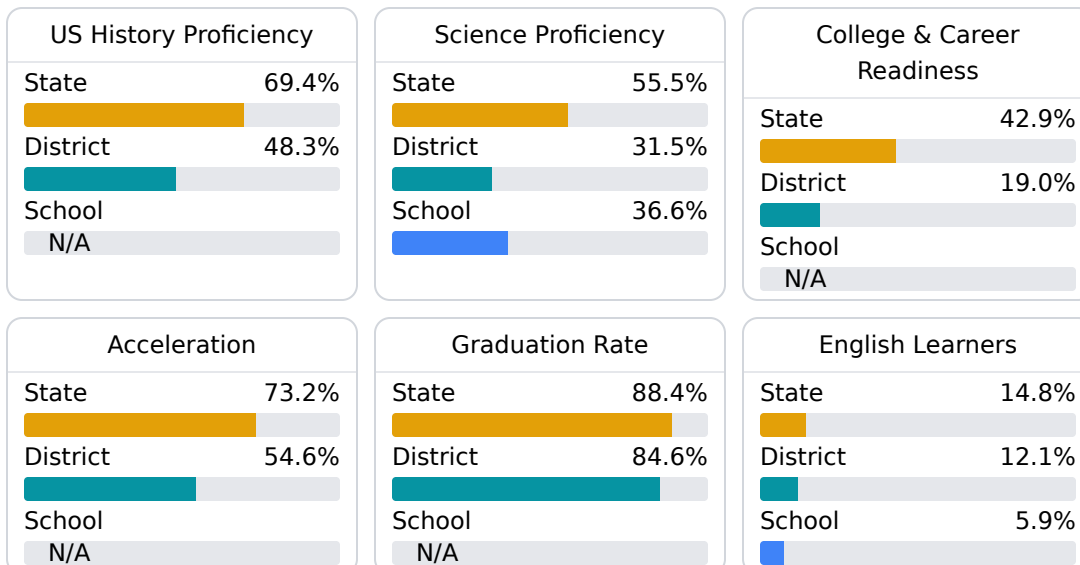 US History Proficiency
State 69.4%
District 48.3%
School
N/A
Science Proficiency
State 55.5%
District 31.5%
School 36.6%
College & Career
Readiness
State 42.9%
District 19.0%
School
N/A
Acceleration
State 73.2%
District 54.6%
School
N/A
Graduation Rate
State 88.4%
District 84.6%
School
N/A
English Learners
State 14.8%
District 12.1%
School 5.9%